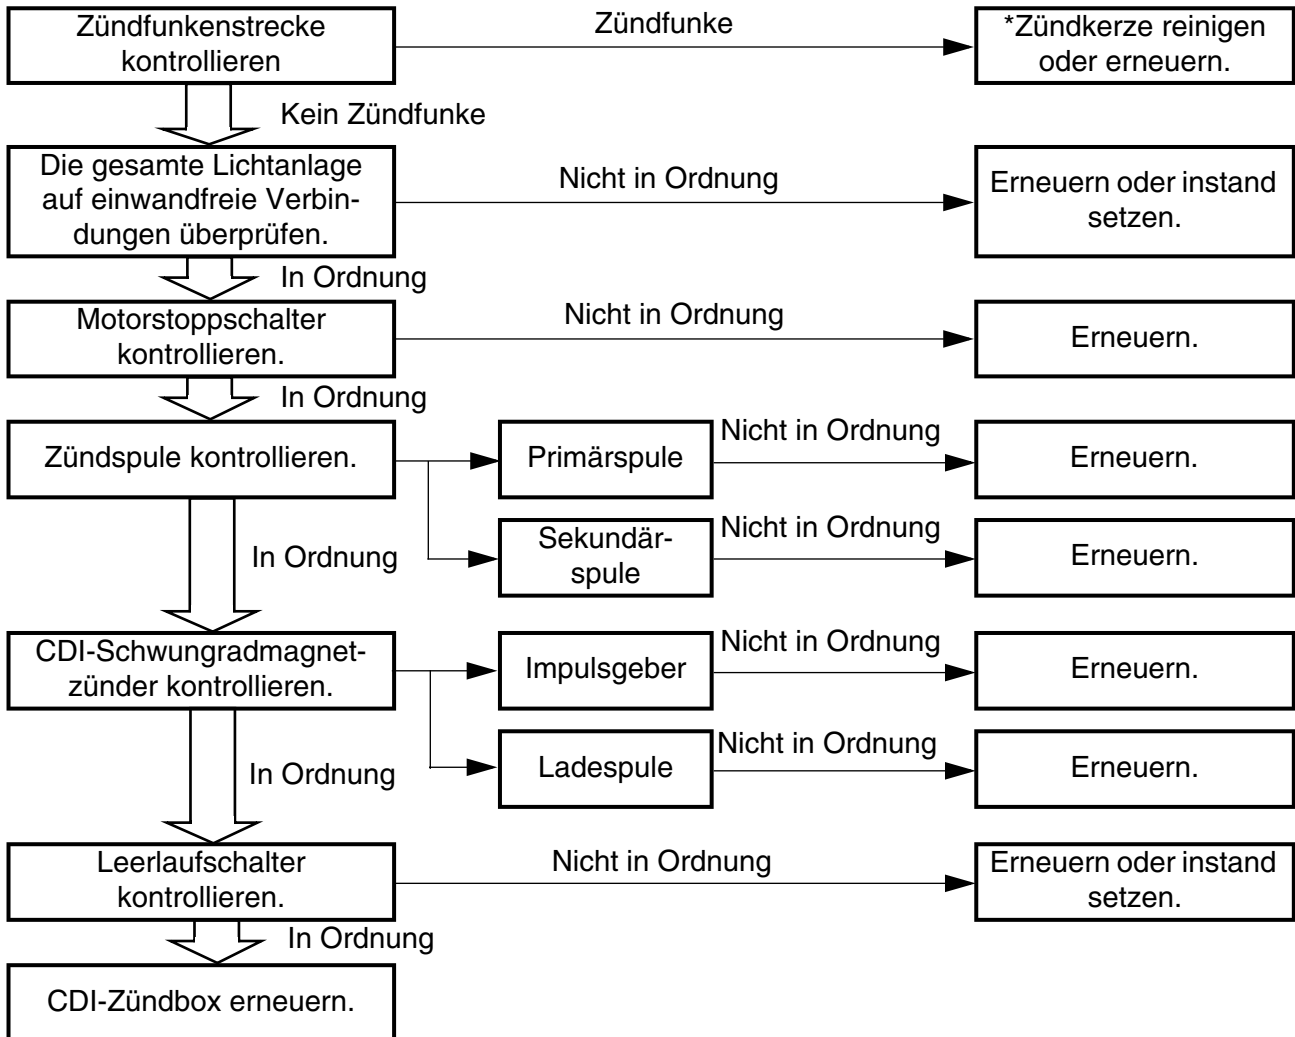 Zündfunkenstrecke
kontrollieren
Zündfunke
*Zündkerze reinigen
oder erneuern.
Kein Zündfunke
Die gesamte Lichtanlage
auf einwandfreie Verbin-
dungen überprüfen.
Nicht in Ordnung
Erneuern oder instand
setzen.
In Ordnung
Motorstoppschalter
kontrollieren.
Nicht in Ordnung
Erneuern.
In Ordnung
Zündspule kontrollieren.
Primärspule
Nicht in Ordnung
Erneuern.
Sekundär-
spule
Nicht in Ordnung
Erneuern.
In Ordnung
CDI-Schwungradmagnet-
zünder kontrollieren.
Impulsgeber
Nicht in Ordnung
Erneuern.
Ladespule
Nicht in Ordnung
Erneuern.
In Ordnung
Leerlaufschalter
kontrollieren.
Nicht in Ordnung
Erneuern oder instand
setzen.
In Ordnung
CDI-Zündbox erneuern.